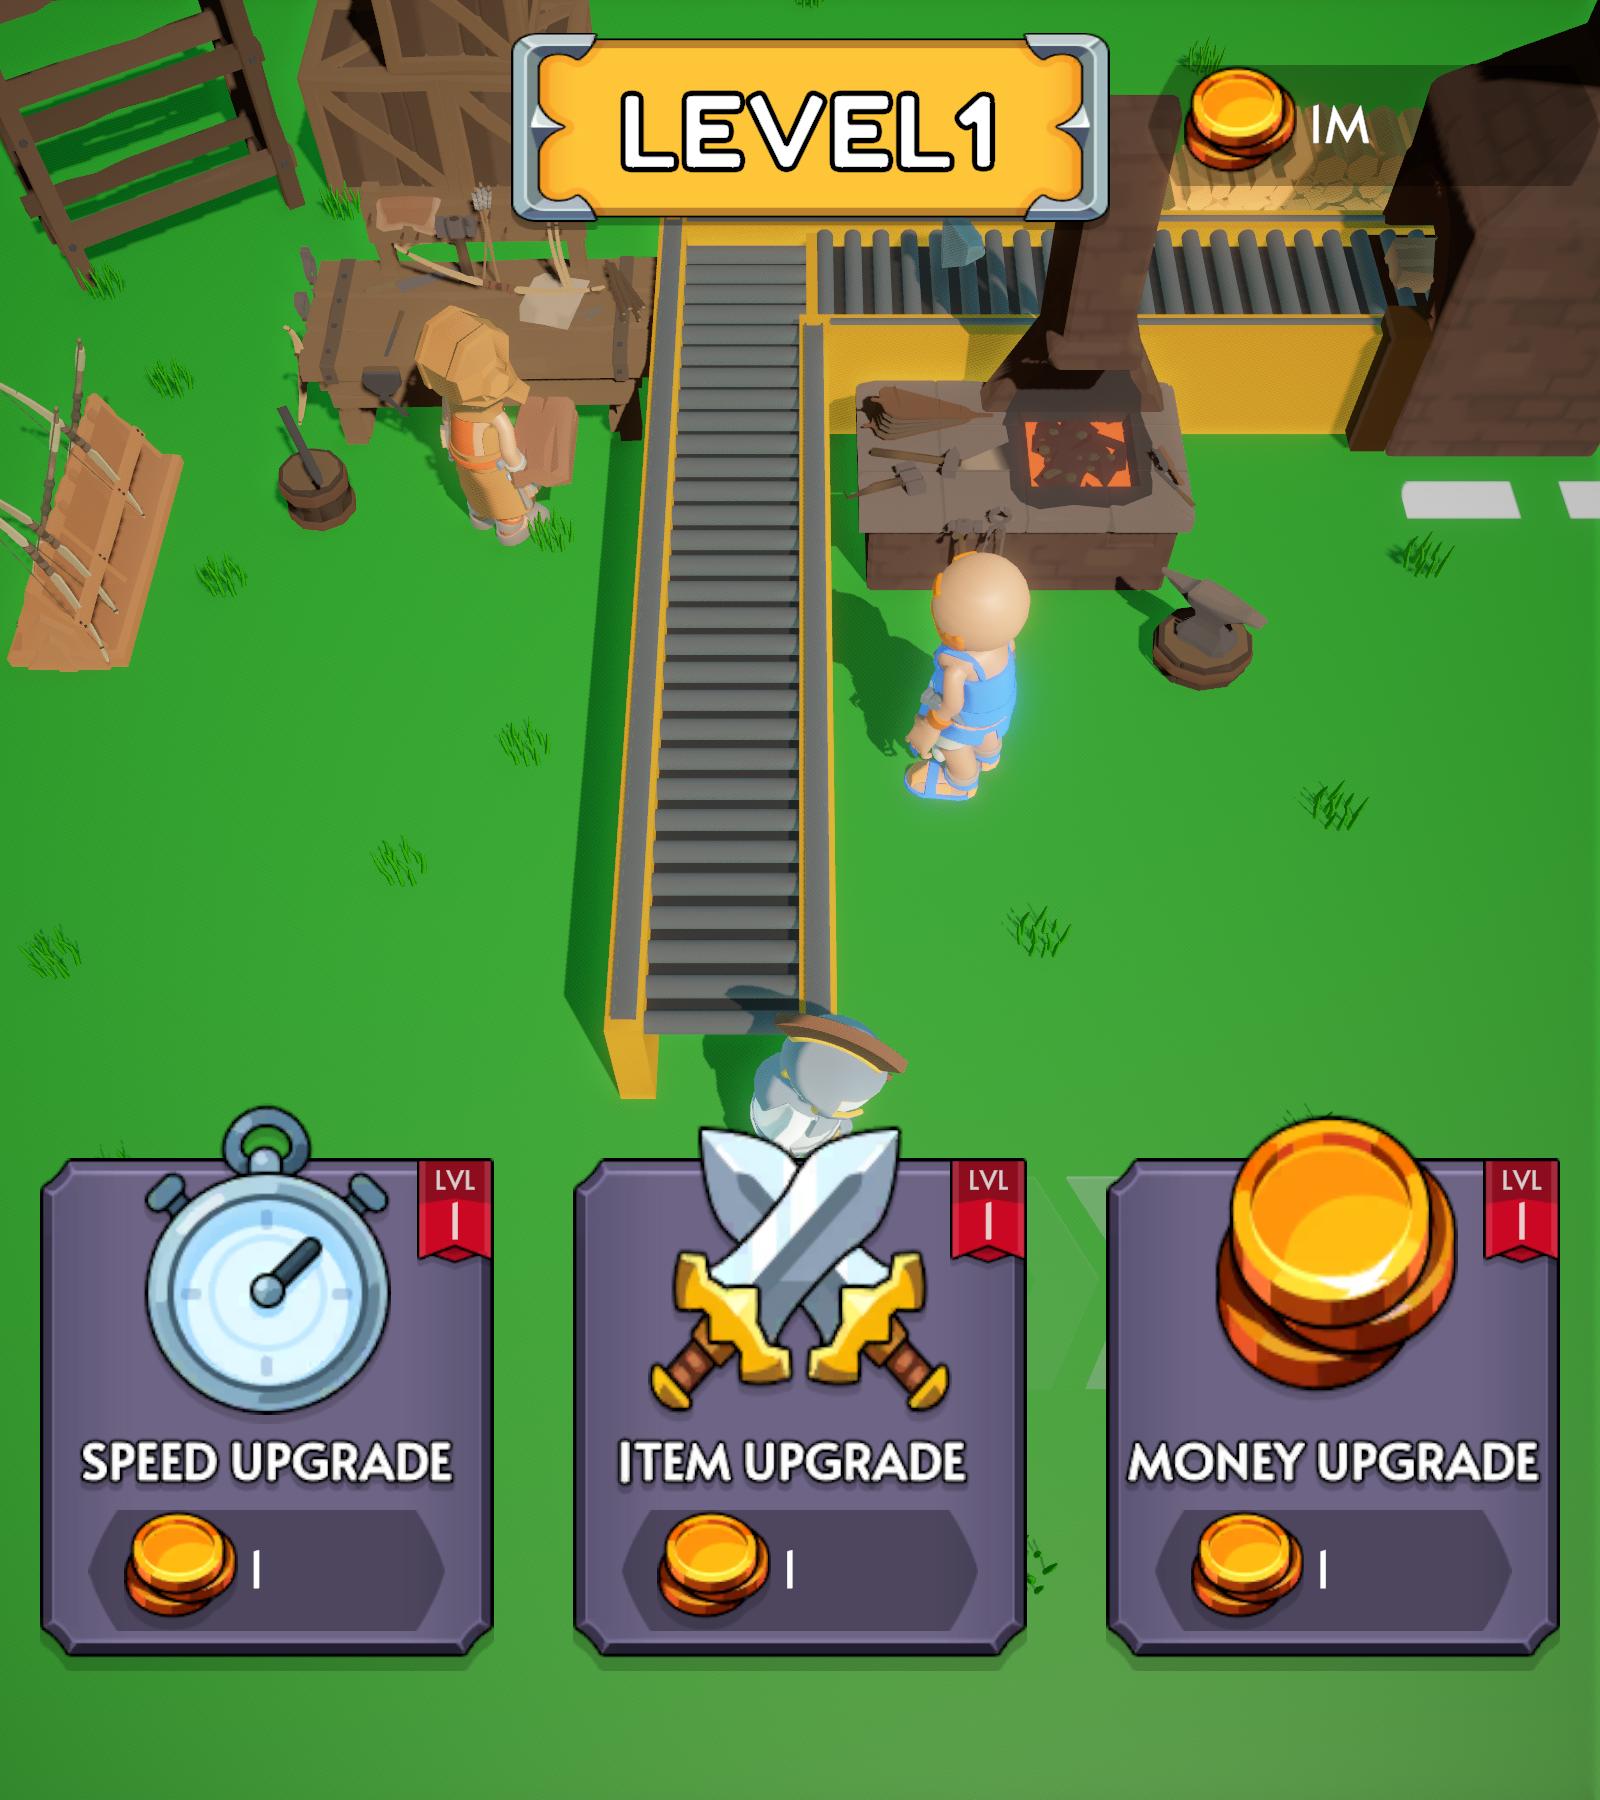 LEVEL1
1M
LVL
1
SPEED UPGRADE
1
LVL
1
ITEM UPGRADE
1
LVL
1
MONEY UPGRADE
1